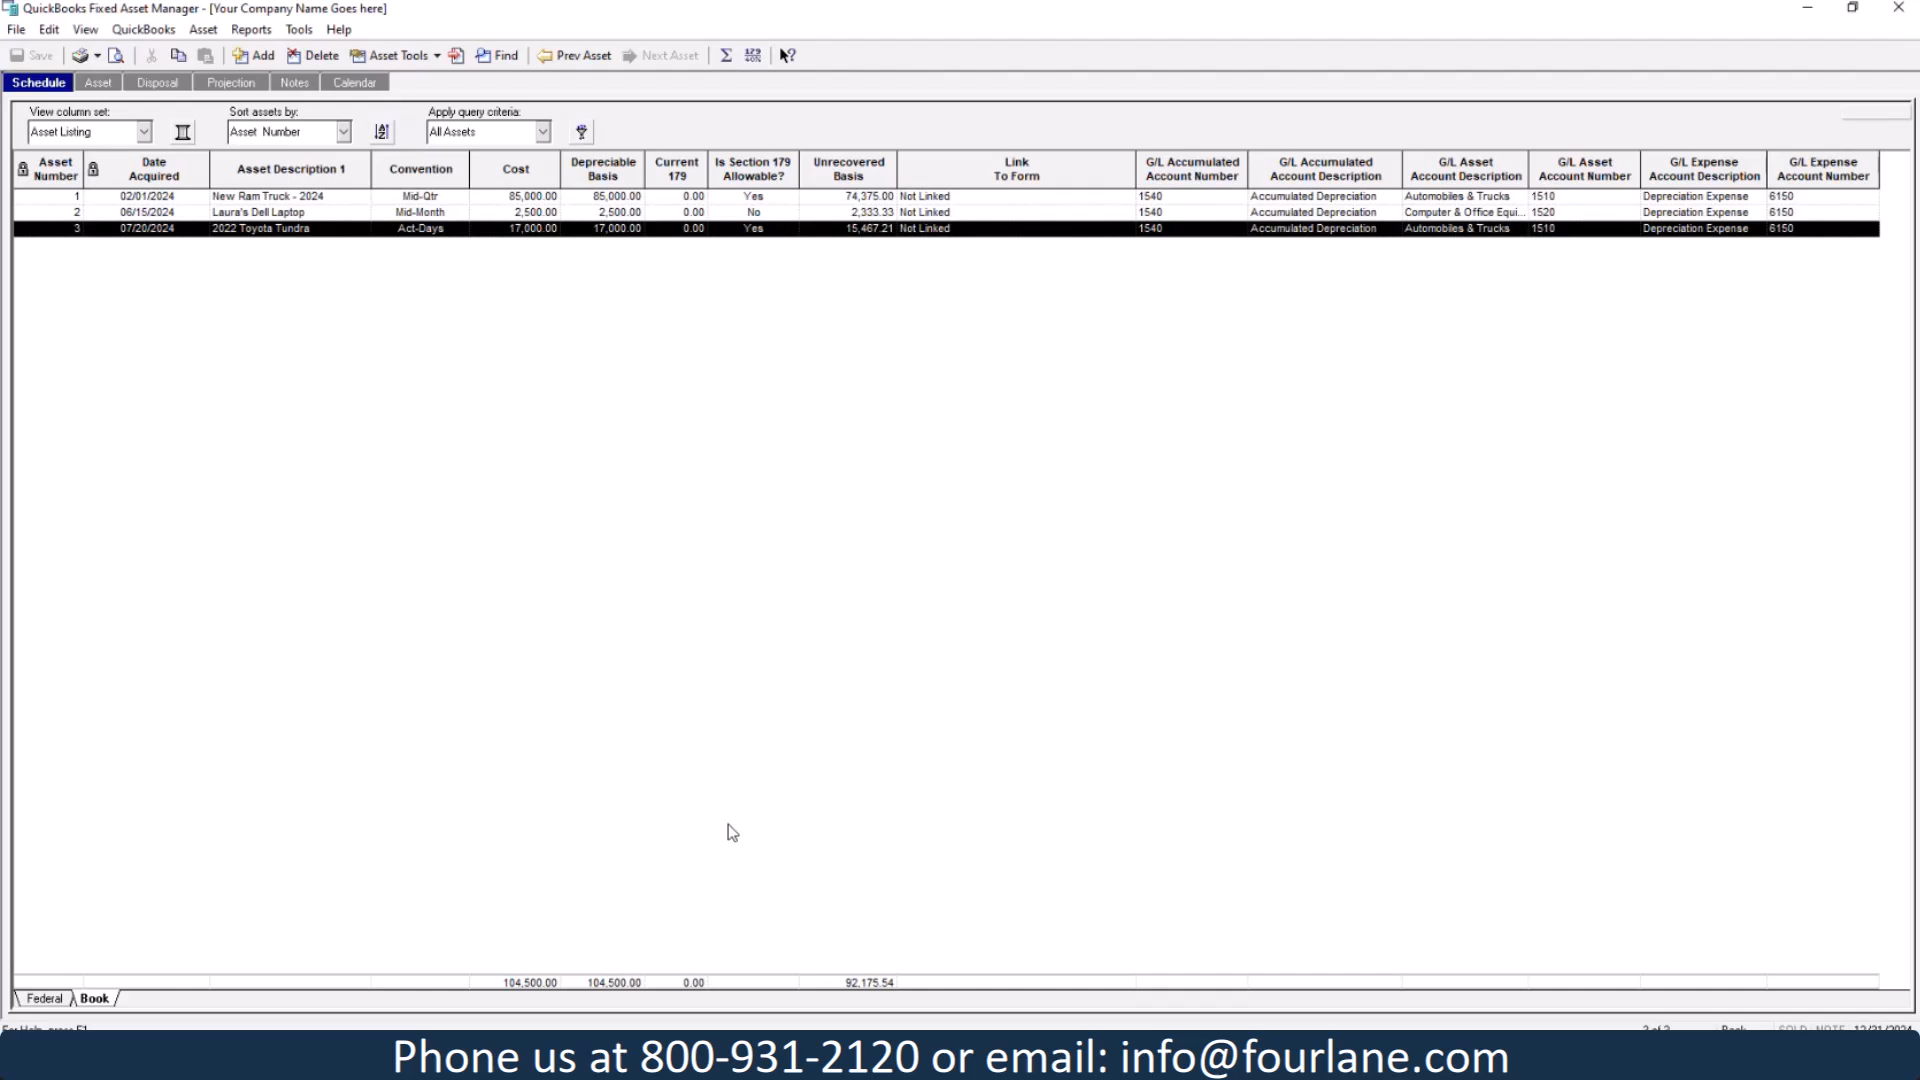 QuickBooks Fixed Asset Manager - [Your Company Name Goes here]
File Edit View QuickBooks Asset Reports Tools Help
Save Add Delete Asset Tools Find Prev Asset Next Asset
Schedule Asset Disposal Projection Notes Calendar
View column set: Sort assets by: Apply query criteria:
Asset Listing Asset Number All Assets
Asset Number Date Acquired Asset Description 1 Convention Cost Depreciable Basis Current 179 Is Section 179 Allowable? Unrecovered Basis Link To Form G/L Accumulated Account Number G/L Accumulated Account Description G/L Asset Account Description G/L Asset Account Number G/L Expense Account Description G/L Expense Account Number
1 02/01/2024 New Ram Truck - 2024 Mid-Qtr 85,000.00 85,000.00 0.00 Yes 74,375.00 Not Linked 1540 Accumulated Depreciation Automobiles & Trucks 1510 Depreciation Expense 6150
2 06/15/2024 Laura's Dell Laptop Mid-Month 2,500.00 2,500.00 0.00 No 2,333.33 Not Linked 1540 Accumulated Depreciation Computer & Office Equi... 1520 Depreciation Expense 6150
3 07/20/2024 2022 Toyota Tundra Act-Days 17,000.00 17,000.00 0.00 Yes 15,467.21 Not Linked 1540 Accumulated Depreciation Automobiles & Trucks 1510 Depreciation Expense 6150
104,500.00 104,500.00 0.00 92,175.54
Federal Book
Phone us at 800-931-2120 or email: info@fourlane.com